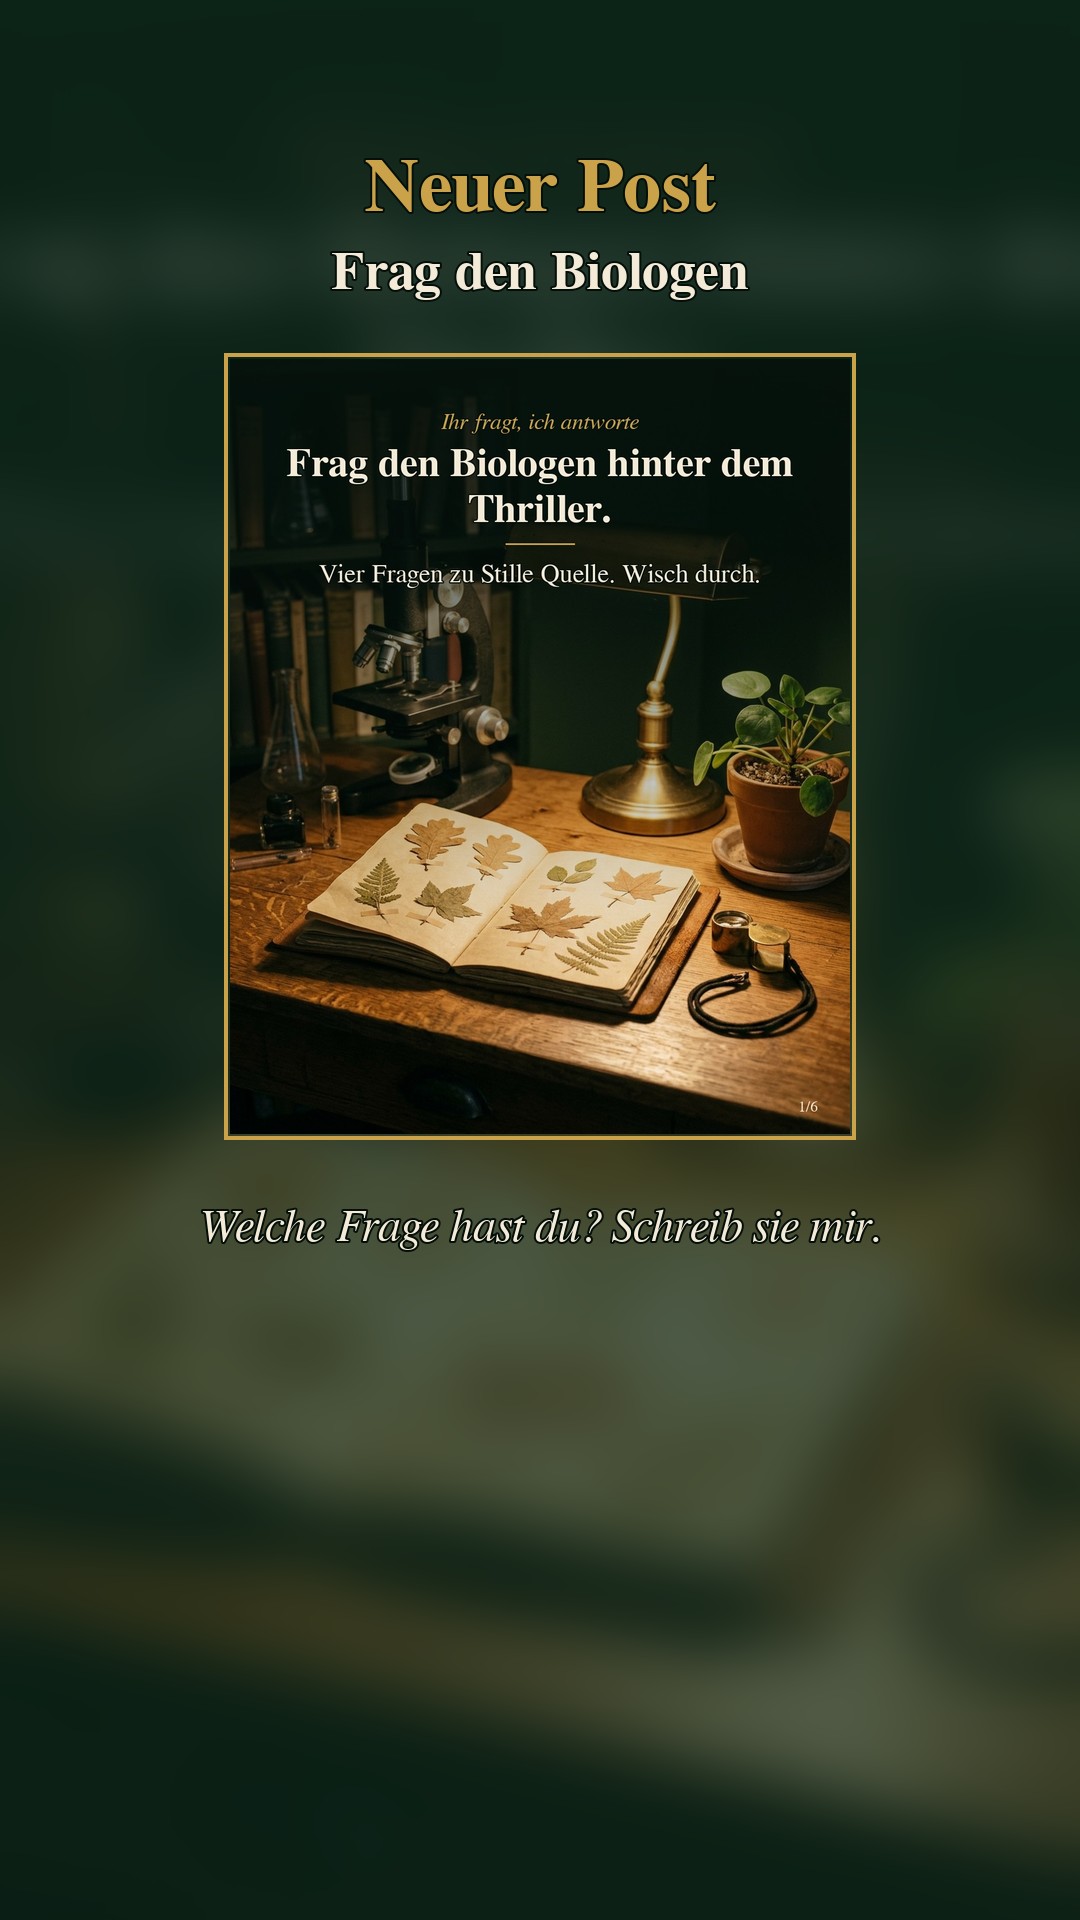 Neuer Post
Frag den Biologen
Ihr fragt, ich antworte
Frag den Biologen hinter dem
Thriller.
Vier Fragen zu Stille Quelle. Wisch durch.
1/6
Welche Frage hast du? Schreib sie mir.